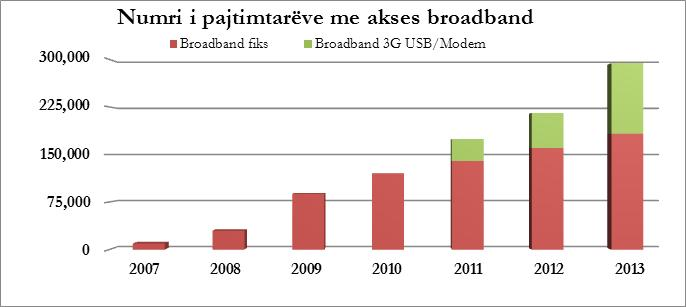 Numri i pajtimtarëve me akses broadband
Broadband fiks Broadband 3G USB/Modem
300,000
225,000
150,000
75,000
0
2007 2008 2009 2010 2011 2012 2013